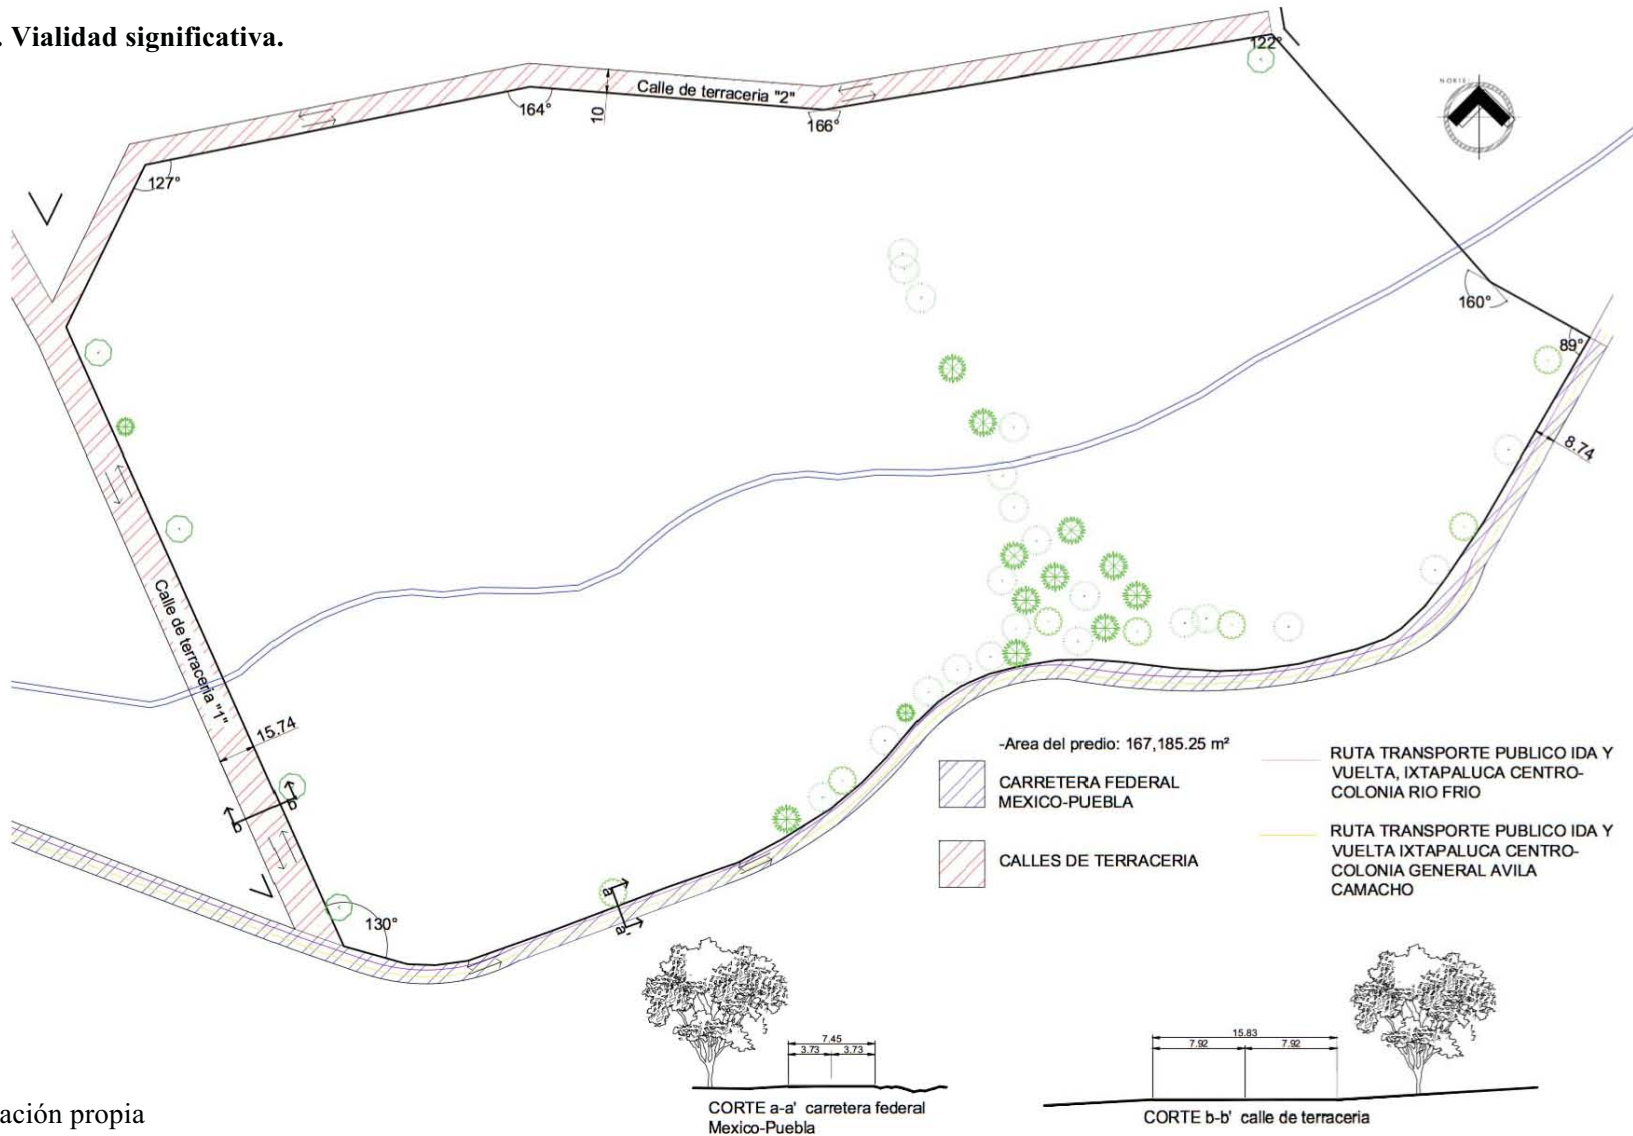 . Vialidad significativa.
122°
NORTE
Calle de terraceria "2"
164°
10
166°
127°
160°
89°
8.74
Calle de terraceria "1"
15.74
b'
b
130°
a
a'
-Area del predio: 167,185.25 m²
CARRETERA FEDERAL
MEXICO-PUEBLA
CALLES DE TERRACERIA
RUTA TRANSPORTE PUBLICO IDA Y
VUELTA, IXTAPALUCA CENTRO-
COLONIA RIO FRIO
RUTA TRANSPORTE PUBLICO IDA Y
VUELTA IXTAPALUCA CENTRO-
COLONIA GENERAL AVILA
CAMACHO
7.45
3.73 3.73
CORTE a-a' carretera federal
Mexico-Puebla
15.83
7.92 7.92
CORTE b-b' calle de terraceria
ación propia